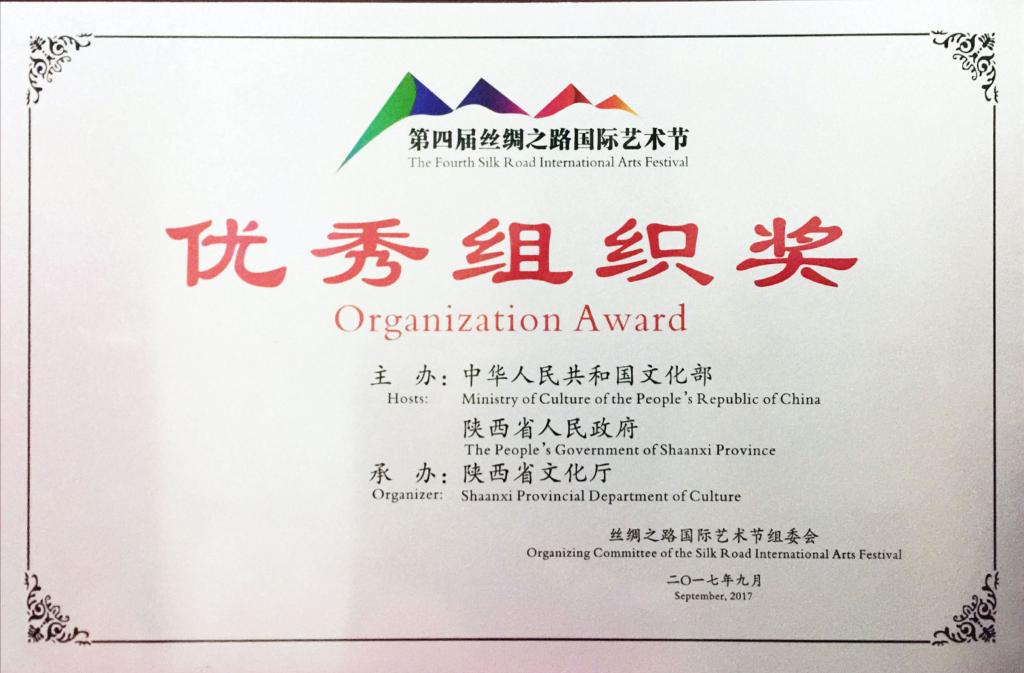 第四届丝绸之路国际艺术节
The Fourth Silk Road International Arts Festival
优秀组织奖
Organization Award
主 办：中华人民共和国文化部
Hosts: Ministry of Culture of the People's Republic of China
陕西省人民政府
The People's Government of Shaanxi Province
承 办：陕西省文化厅
Organizer: Shaanxi Provincial Department of Culture
丝绸之路国际艺术节组委会
Organizing Committee of the Silk Road International Arts Festival
二〇一七年九月
September, 2017